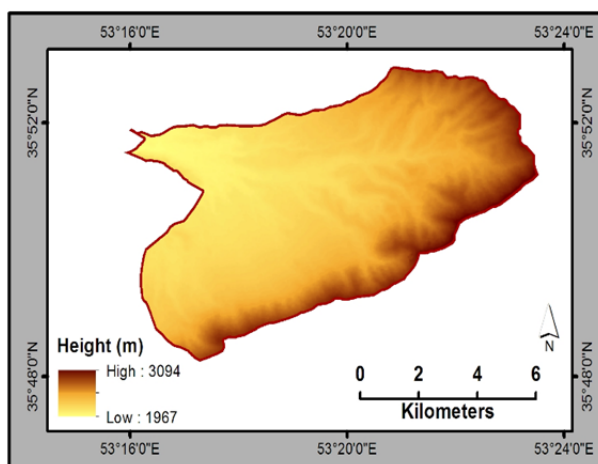 53°16'0"E 53°20'0"E 53°24'0"E
35°52'0"N 35°52'0"N
Height (m)
High : 3094
Low : 1967
N
0 2 4 6
Kilometers
35°48'0"N 35°48'0"N
53°16'0"E 53°20'0"E 53°24'0"E